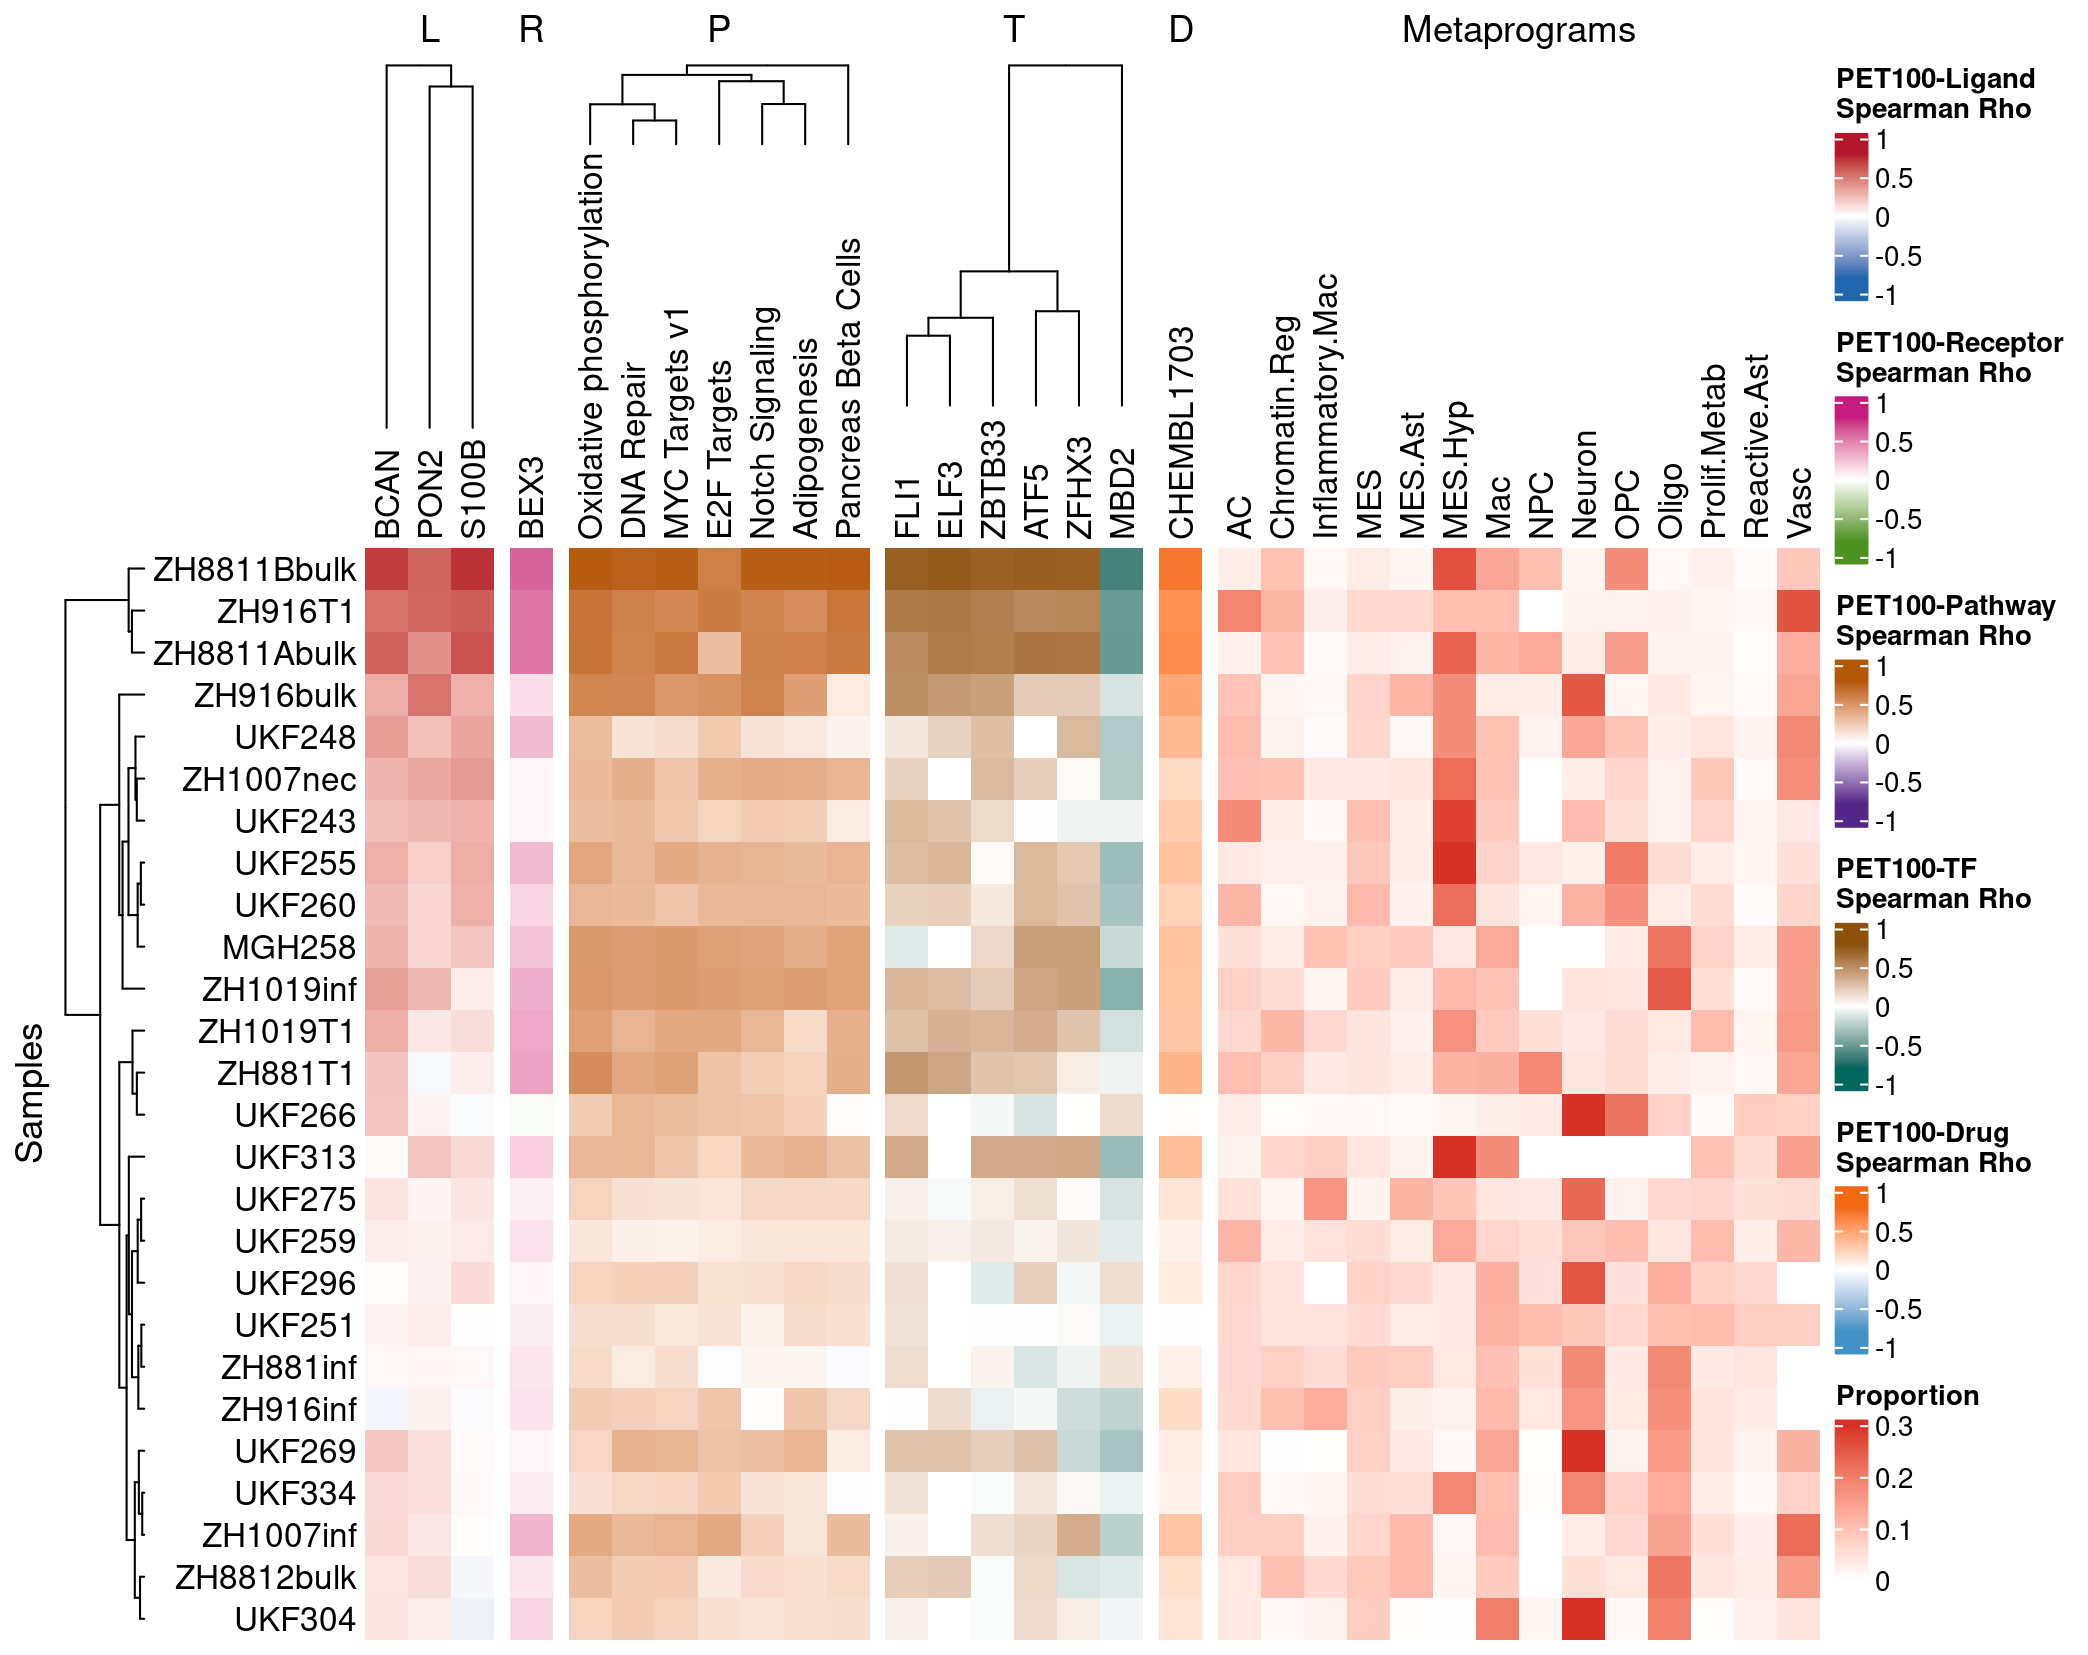 L R P T D Metaprograms
BCAN
PON2
S100B
BEX3
Oxidative phosphorylation
DNA Repair
MYC Targets v1
E2F Targets
Notch Signaling
Adipogenesis
Pancreas Beta Cells
FLI1
ELF3
ZBTB33
ATF5
ZFHX3
MBD2
CHEMBL1703
AC
Chromatin.Reg
Inflammatory.Mac
MES
MES.Ast
MES.Hyp
Mac
NPC
Neuron
OPC
Oligo
Prolif.Metab
Reactive.Ast
Vasc
Samples
ZH8811Bbulk
ZH916T1
ZH8811Abulk
ZH916bulk
UKF248
ZH1007nec
UKF243
UKF255
UKF260
MGH258
ZH1019inf
ZH1019T1
ZH881T1
UKF266
UKF313
UKF275
UKF259
UKF296
UKF251
ZH881inf
ZH916inf
UKF269
UKF334
ZH1007inf
ZH8812bulk
UKF304
PET100-Ligand
Spearman Rho
1
0.5
0
-0.5
-1
PET100-Receptor
Spearman Rho
1
0.5
0
-0.5
-1
PET100-Pathway
Spearman Rho
1
0.5
0
-0.5
-1
PET100-TF
Spearman Rho
1
0.5
0
-0.5
-1
PET100-Drug
Spearman Rho
1
0.5
0
-0.5
-1
Proportion
0.3
0.2
0.1
0